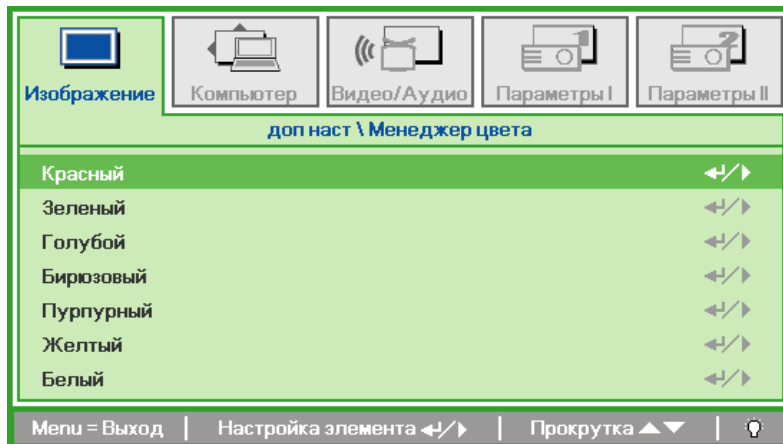 Изображение Компьютер Видео/Аудио Параметры I Параметры II
доп наст \ Менеджер цвета
Красный
Зеленый
Голубой
Бирюзовый
Пурпурный
Желтый
Белый
Menu = Выход | Настройка элемента | Прокрутка |